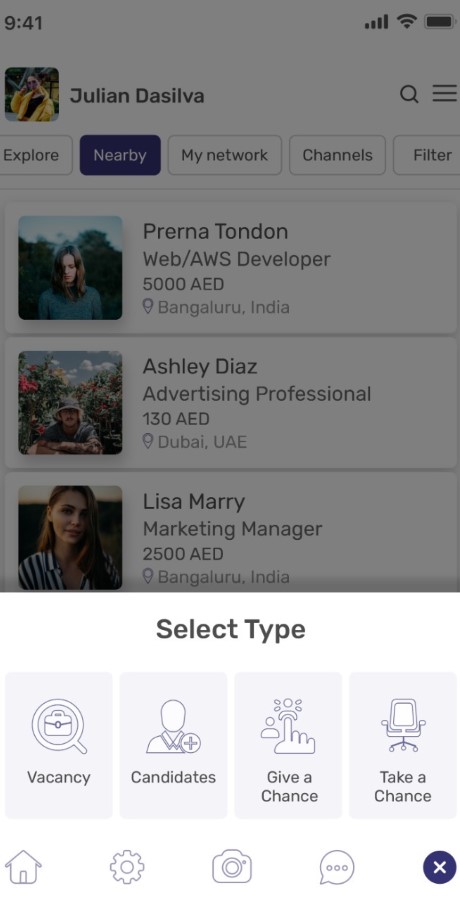 9:41
Julian Dasilva
Explore
Nearby
My network
Channels
Filter
Prerna Tondon
Web/AWS Developer
5000 AED
Bangaluru, India
Ashley Diaz
Advertising Professional
130 AED
Dubai, UAE
Lisa Marry
Marketing Manager
2500 AED
Bangaluru, India
Select Type
Vacancy
Candidates
Give a
Chance
Take a
Chance